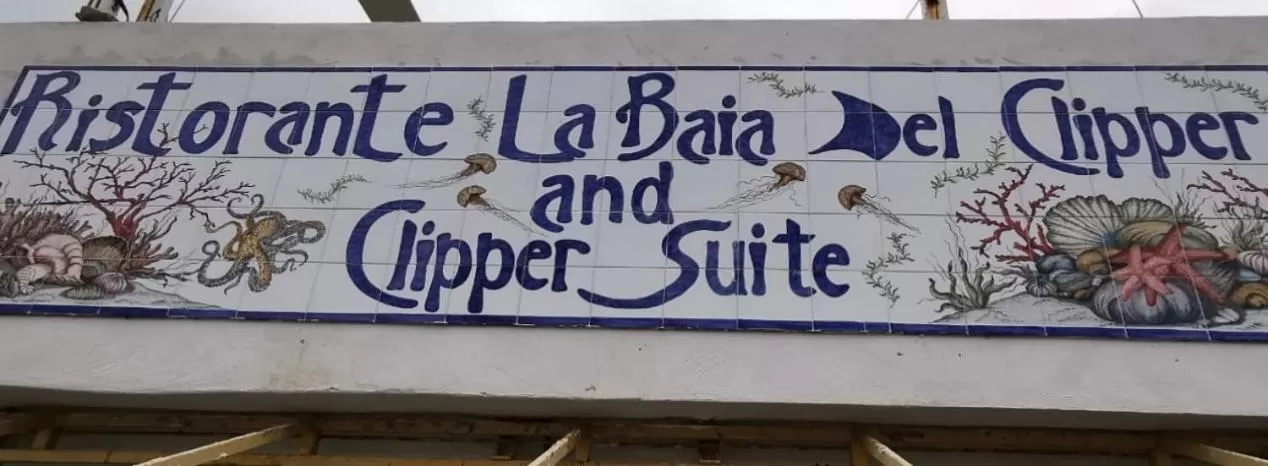 Ristorante La Baia Del Clipper
and
Clipper Suite